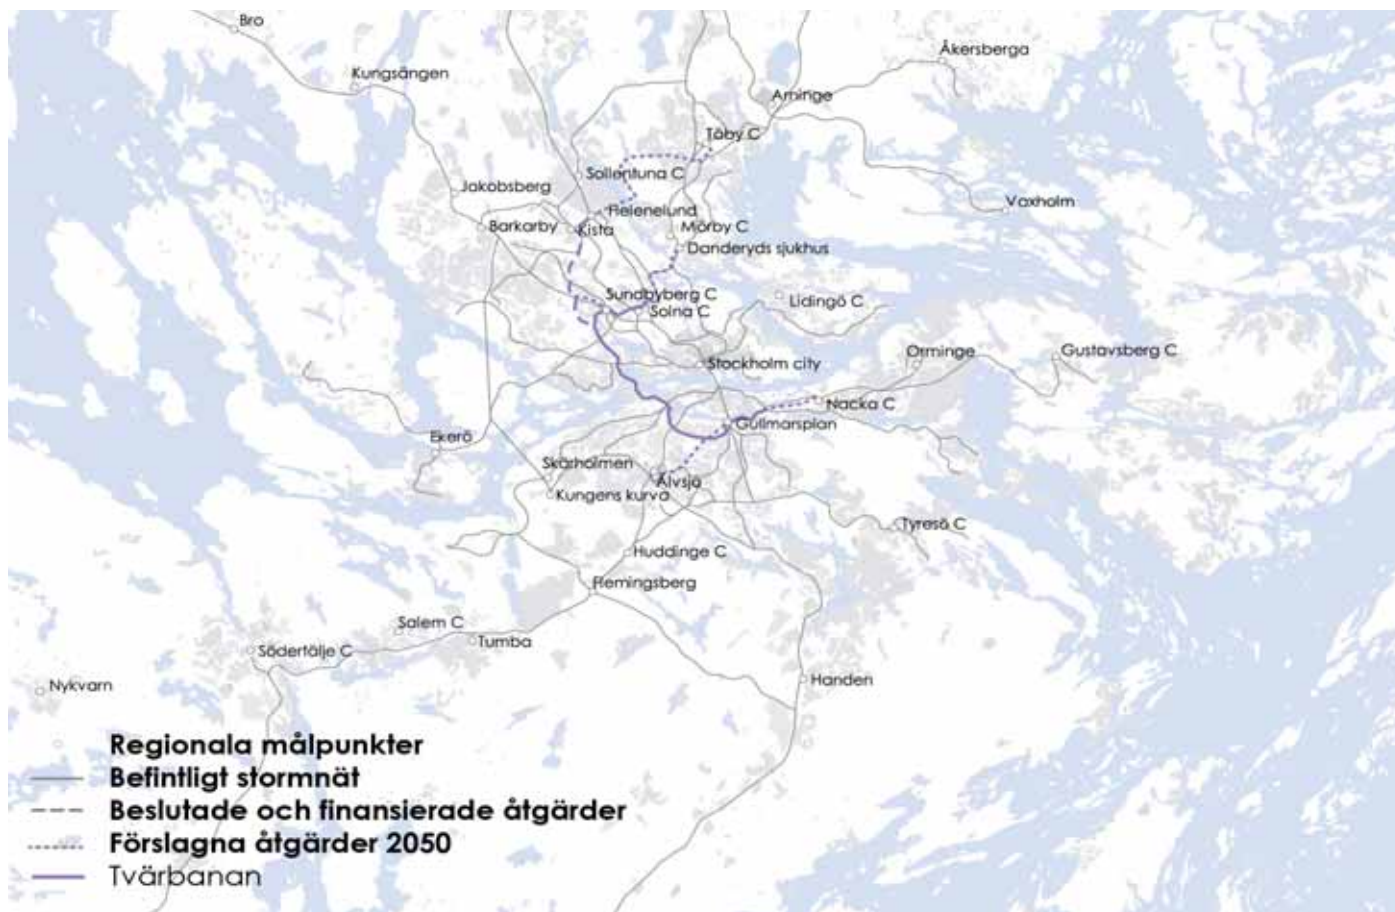 Bro
Åkersberga
Kungsängen
Arninge
Täby C
Sollentuna C
Jakobsberg
Vaxholm
Helenelund
Barkarby
Kista
Mörby C
Danderyds sjukhus
Sundbyberg C
Lidingö C
Solna C
Orminge
Gustavsberg C
Stockholm city
Nacka C
Gullmarsplan
Ekerö
Skärholmen
Älvsjö
Kungens kurva
Tyresö C
Huddinge C
Flemingsberg
Salem C
Tumba
Södertälje C
Handen
Nykvarn
Regionala målpunkter
Befintligt stormnät
Beslutade och finansierade åtgärder
Förslagna åtgärder 2050
Tvärbanan